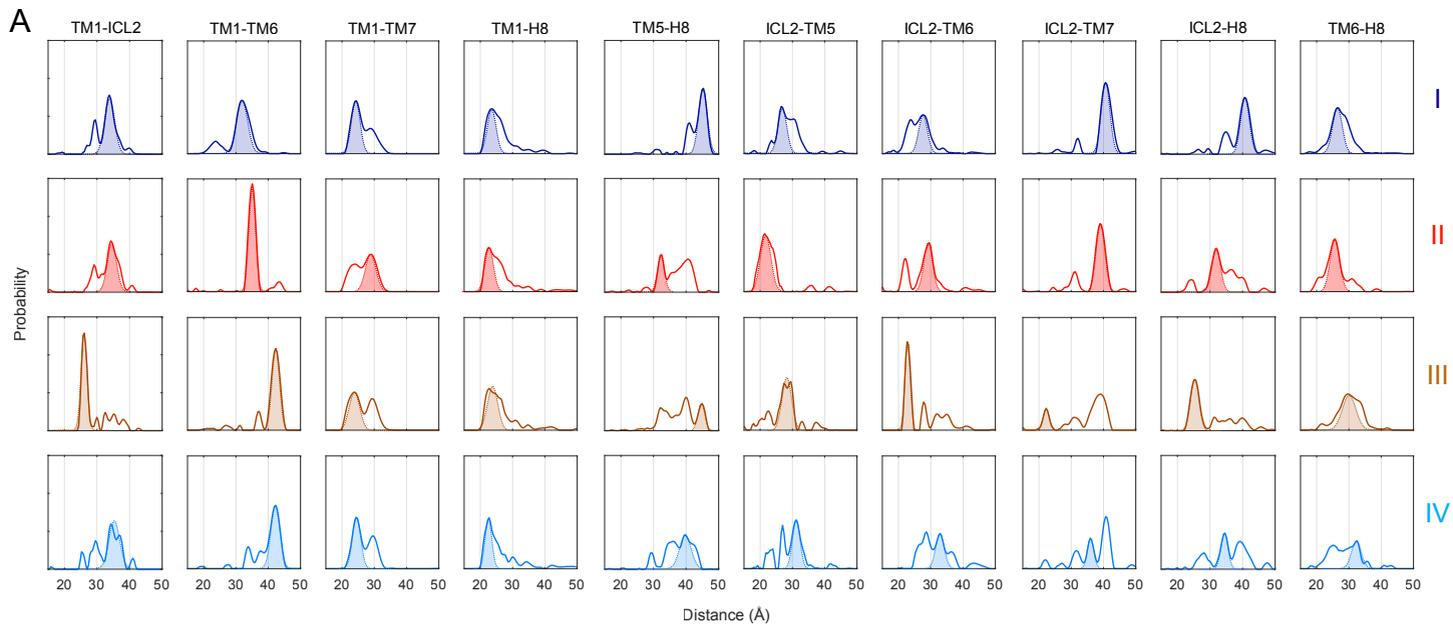 A
TM1-ICL2 TM1-TM6 TM1-TM7 TM1-H8 TM5-H8 ICL2-TM5 ICL2-TM6 ICL2-TM7 ICL2-H8 TM6-H8
I
II
Probability
III
IV
20 30 40 50 20 30 40 50 20 30 40 50 20 30 40 50 20 30 40 50 20 30 40 50 20 30 40 50 20 30 40 50 20 30 40 50 20 30 40 50
Distance (Å)